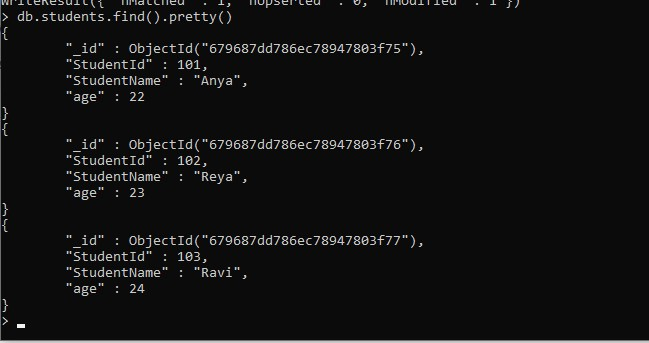 WriteResult({ "nMatched" : 1, "nUpserted" : 0, "nModified" : 1 })
> db.students.find().pretty()
{
"_id" : ObjectId("679687dd786ec78947803f75"),
"StudentId" : 101,
"StudentName" : "Anya",
"age" : 22
}
{
"_id" : ObjectId("679687dd786ec78947803f76"),
"StudentId" : 102,
"StudentName" : "Reya",
"age" : 23
}
{
"_id" : ObjectId("679687dd786ec78947803f77"),
"StudentId" : 103,
"StudentName" : "Ravi",
"age" : 24
}
>